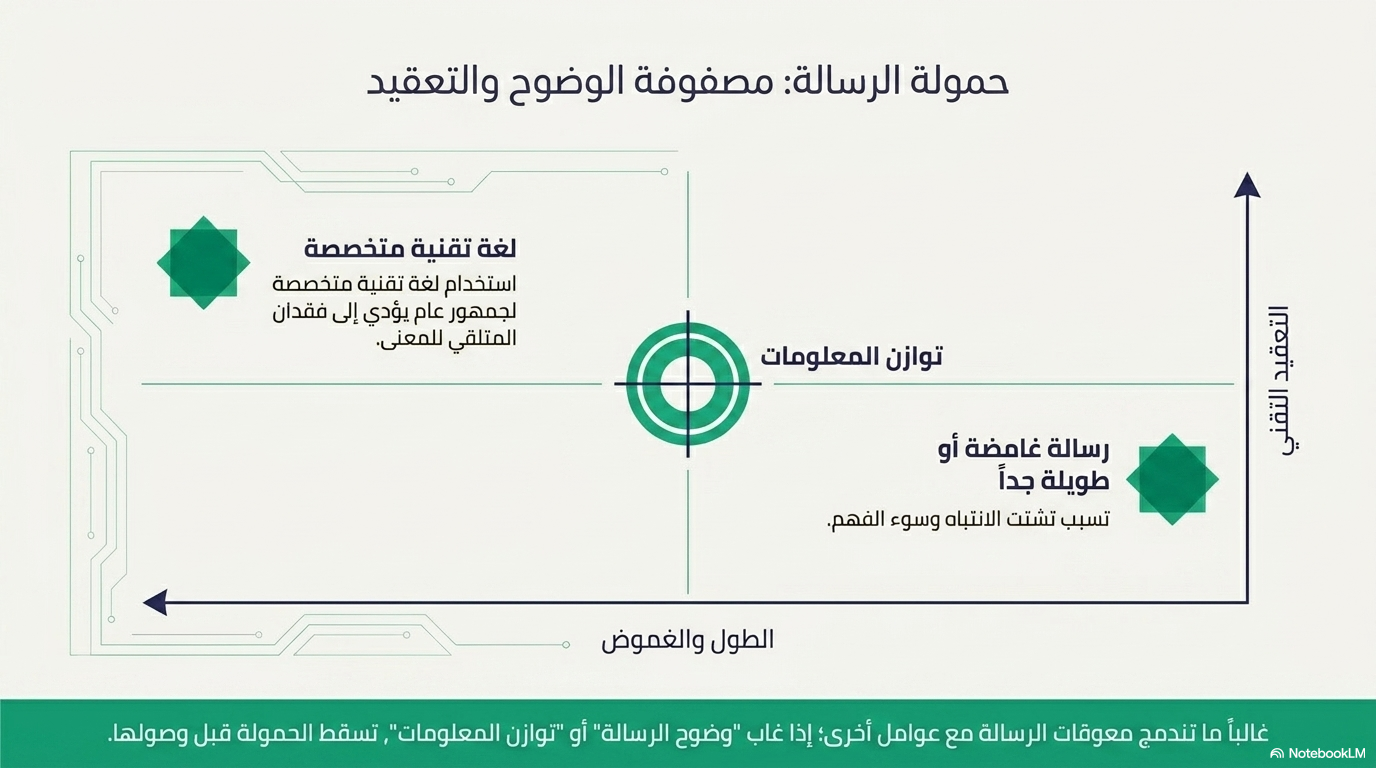 حمولة الرسالة: مصفوفة الوضوح والتعقيد
لغة تقنية متخصصة
استخدام لغة تقنية متخصصة
لجمهور عام يؤدي إلى فقدان
المتلقي للمعنى.
توازن المعلومات
التعقيد التقني
رسالة غامضة أو
طويلة جداً
تسبب تشتت الانتباه وسوء الفهم.
الطول والغموض
غالباً ما تندمج معوقات الرسالة مع عوامل أخرى؛ إذا غاب "وضوح الرسالة" أو "توازن المعلومات", تسقط الحمولة قبل وصولها.
NotebookLM